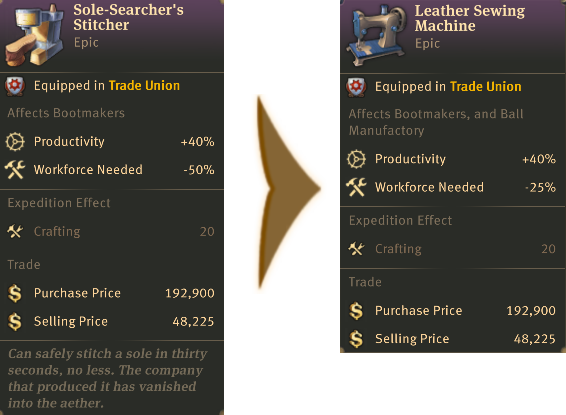 Sole-Searcher's
Stitcher
Epic
Equipped in Trade Union
Affects Bootmakers
Productivity +40%
Workforce Needed -50%
Expedition Effect
Crafting 20
Trade
Purchase Price 192,900
Selling Price 48,225
Can safely stitch a sole in thirty
seconds, no less. The company
that produced it has vanished
into the aether.
Leather Sewing
Machine
Epic
Equipped in Trade Union
Affects Bootmakers, and Ball
Manufactory
Productivity +40%
Workforce Needed -25%
Expedition Effect
Crafting 20
Trade
Purchase Price 192,900
Selling Price 48,225